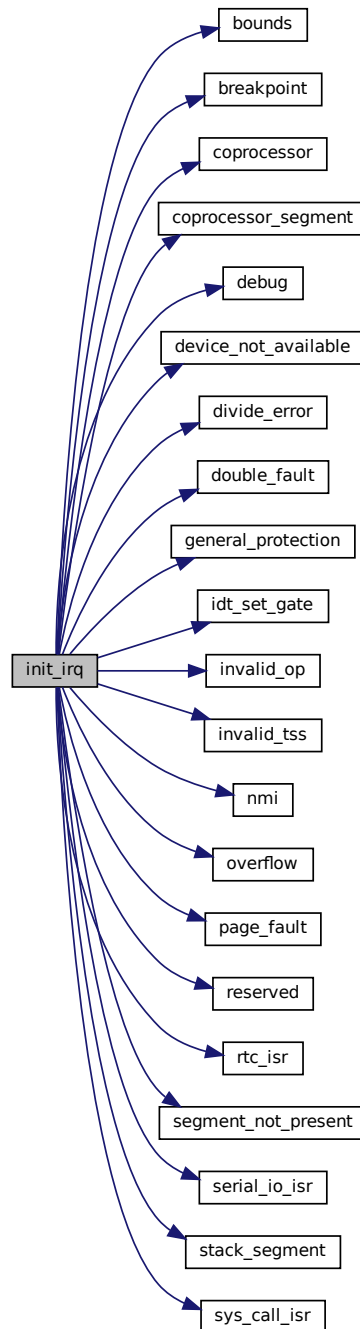 bounds
breakpoint
coprocessor
coprocessor_segment
debug
device_not_available
divide_error
double_fault
general_protection
idt_set_gate
init_irq
invalid_op
invalid_tss
nmi
overflow
page_fault
reserved
rtc_isr
segment_not_present
serial_io_isr
stack_segment
sys_call_isr